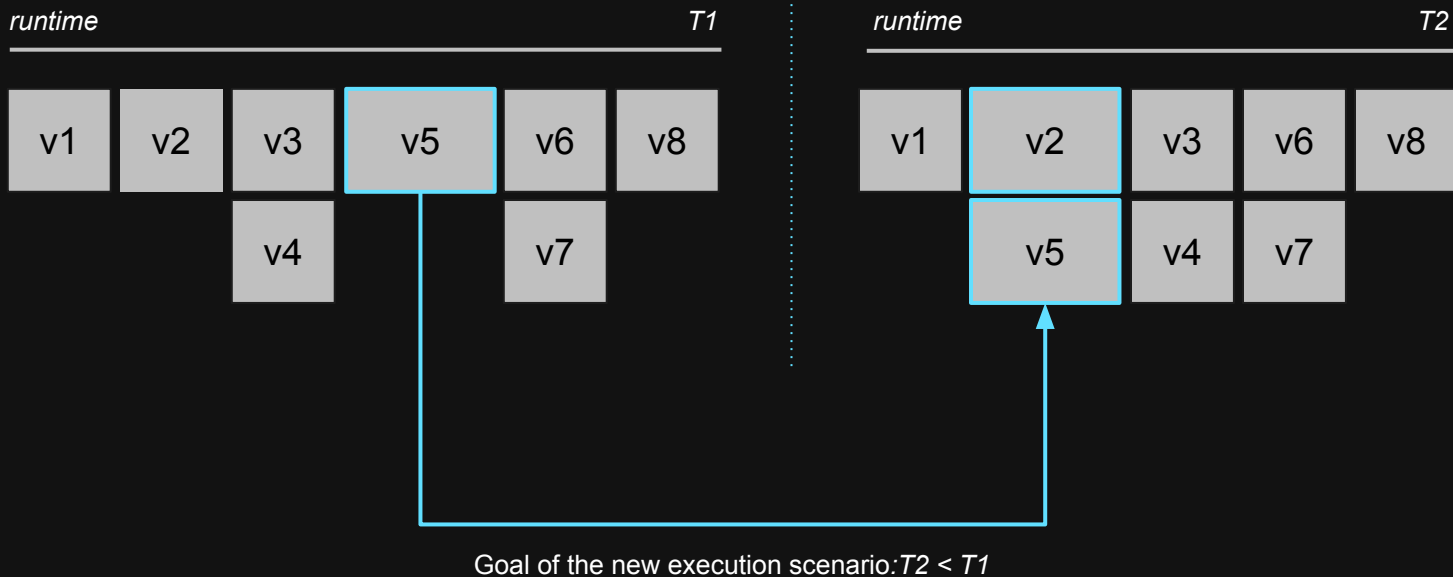 runtime T1
runtime T2
v1 v2 v3 v5 v6 v8
v4 v7
v1 v2 v3 v6 v8
v5 v4 v7
Goal of the new execution scenario:T2 < T1